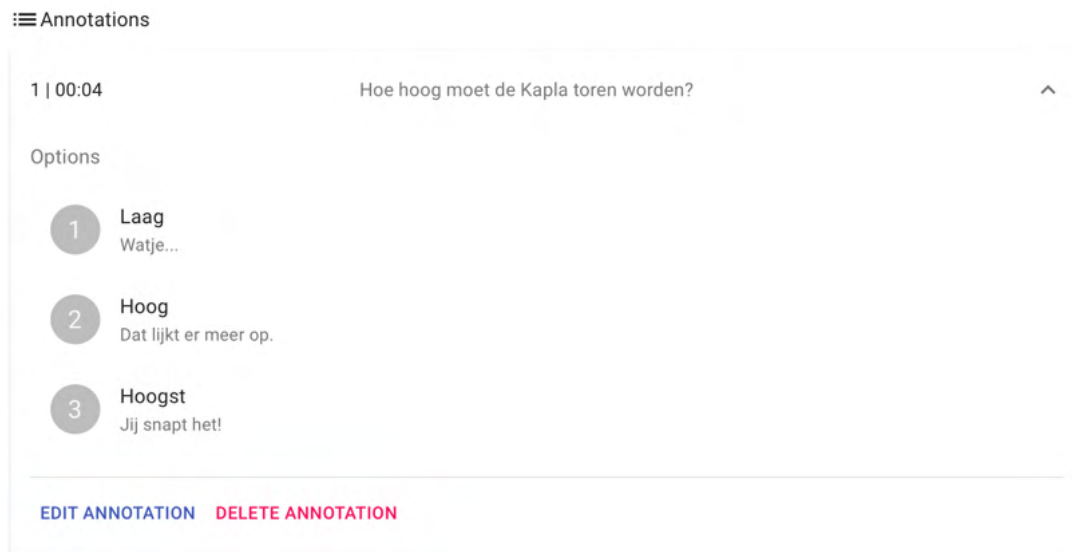 Annotations
1 | 00:04 Hoe hoog moet de Kapla toren worden?
Options
1 Laag
Watje...
2 Hoog
Dat lijkt er meer op.
3 Hoogst
Jij snapt het!
EDIT ANNOTATION DELETE ANNOTATION